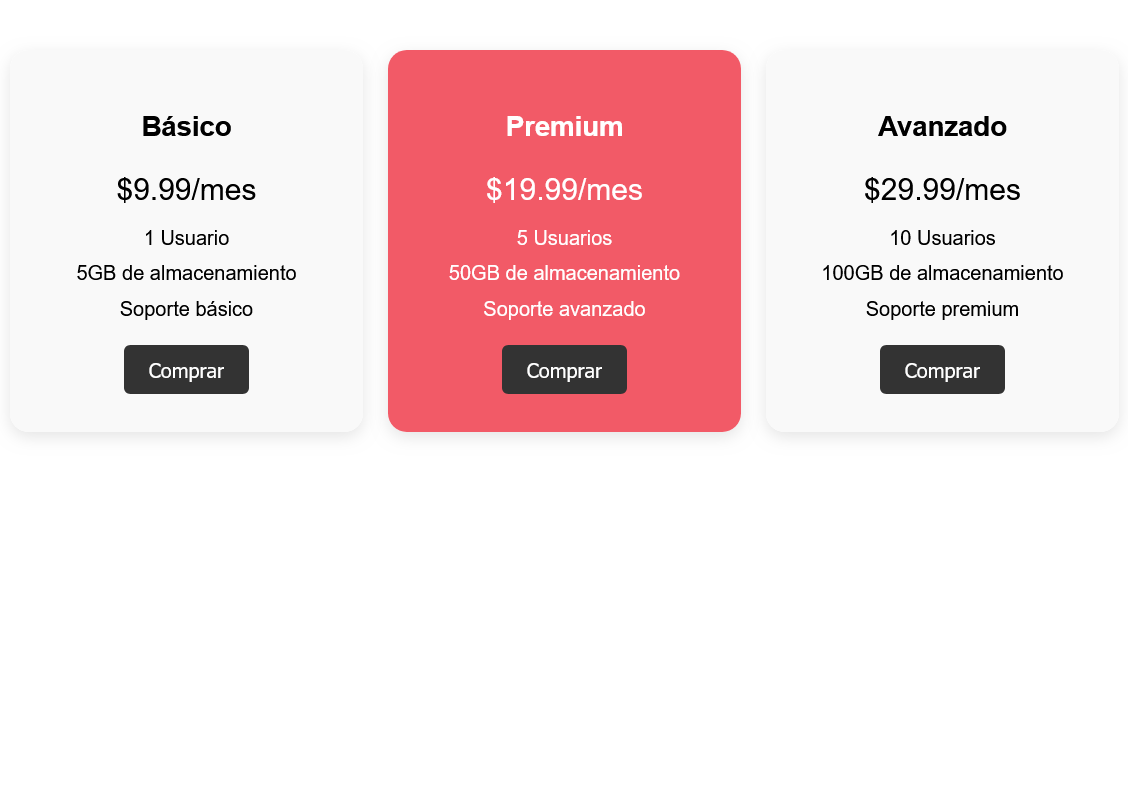 Básico
$9.99/mes
1 Usuario
5GB de almacenamiento
Soporte básico
Comprar
Premium
$19.99/mes
5 Usuarios
50GB de almacenamiento
Soporte avanzado
Comprar
Avanzado
$29.99/mes
10 Usuarios
100GB de almacenamiento
Soporte premium
Comprar